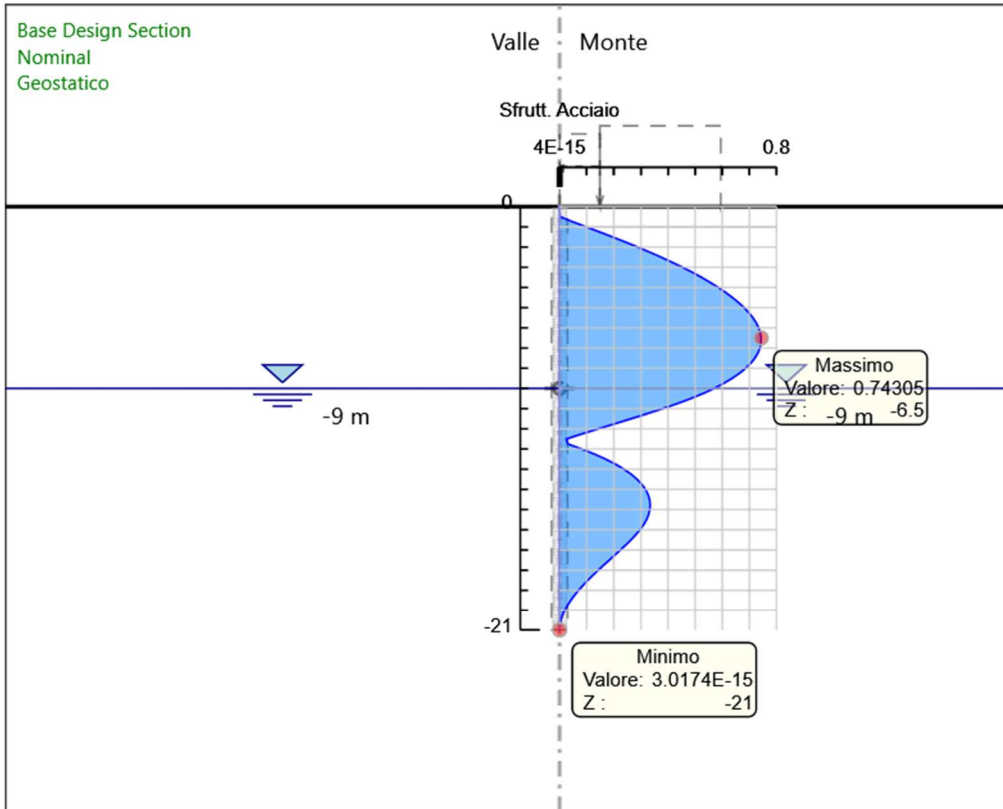 Base Design Section
Nominal
Geostatico
Valle Monte
Sfrutt. Acciaio
4E-15 0.8
0
-9 m
Massimo
Valore: 0.74305
Z : -6.5
-9 m
-21
Minimo
Valore: 3.0174E-15
Z : -21